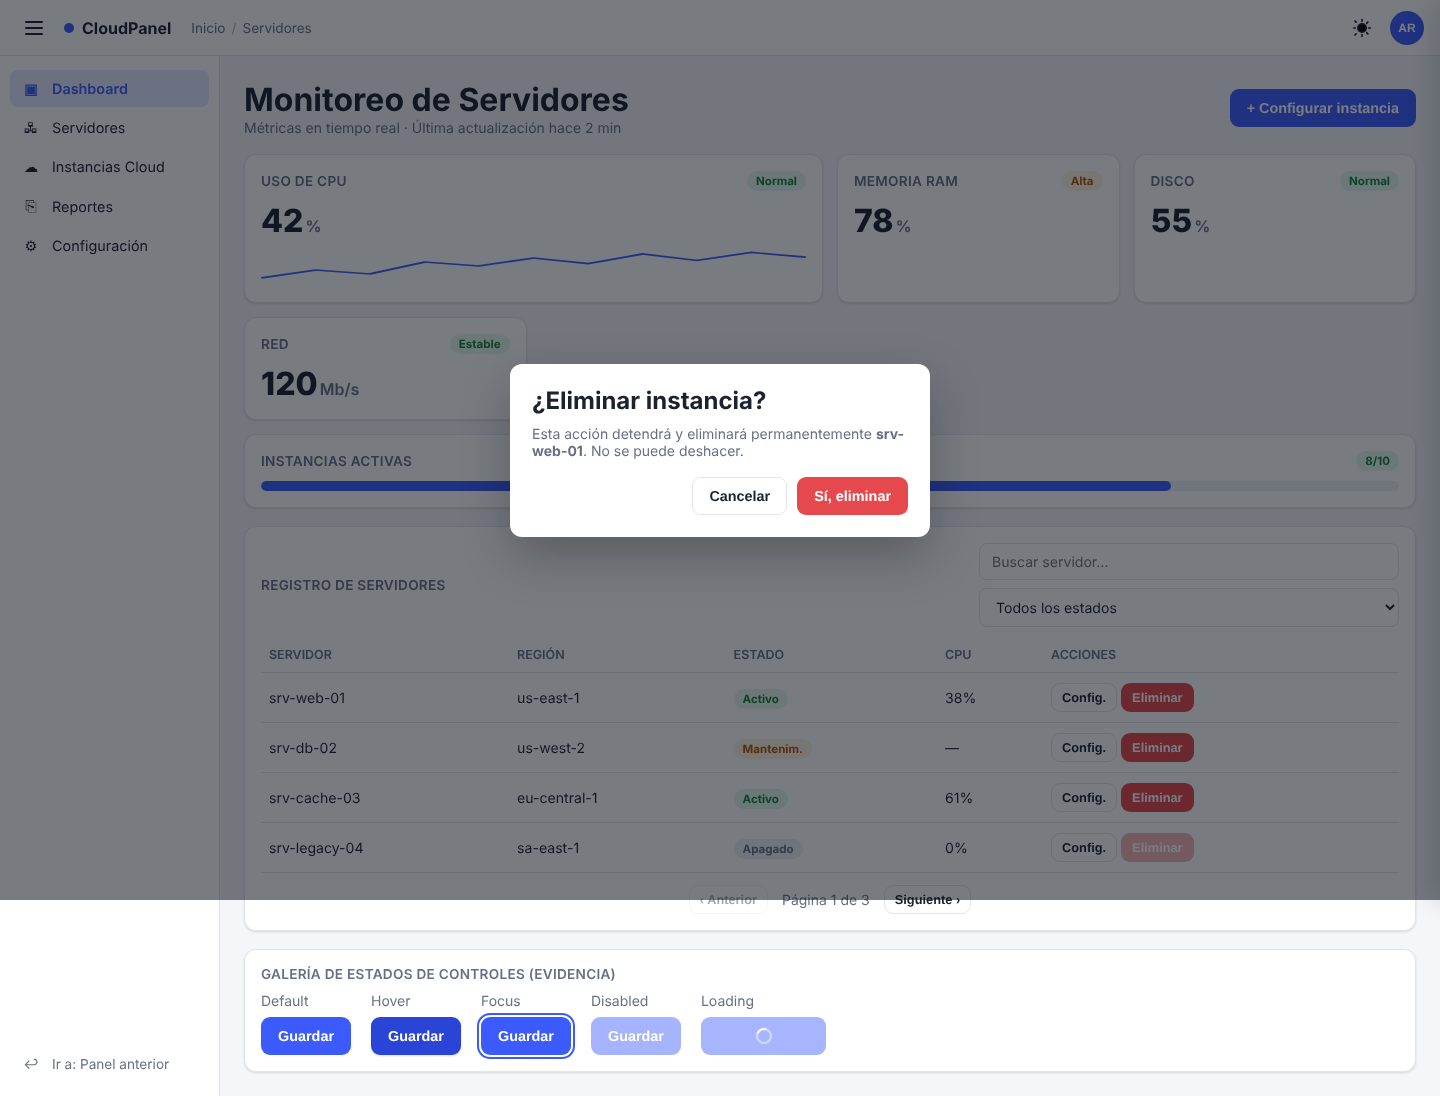 CloudPanel Inicio / Servidores AR
Dashboard
Servidores
Instancias Cloud
Reportes
Configuración
Monitoreo de Servidores
Métricas en tiempo real · Última actualización hace 2 min
+ Configurar instancia
USO DE CPU Normal
42 %
MEMORIA RAM Alta
78 %
DISCO Normal
55 %
RED Estable
120 Mb/s
¿Eliminar instancia?
Esta acción detendrá y eliminará permanentemente srv-
web-01. No se puede deshacer.
Cancelar Sí, eliminar
INSTANCIAS ACTIVAS 8/10
REGISTRO DE SERVIDORES
Buscar servidor...
Todos los estados
SERVIDOR REGIÓN ESTADO CPU ACCIONES
srv-web-01 us-east-1 Activo 38% Config. Eliminar
srv-db-02 us-west-2 Mantenim. — Config. Eliminar
srv-cache-03 eu-central-1 Activo 61% Config. Eliminar
srv-legacy-04 sa-east-1 Apagado 0% Config. Eliminar
‹ Anterior Página 1 de 3 Siguiente ›
GALERÍA DE ESTADOS DE CONTROLES (EVIDENCIA)
Default Hover Focus Disabled Loading
Guardar Guardar Guardar Guardar
Ir a: Panel anterior